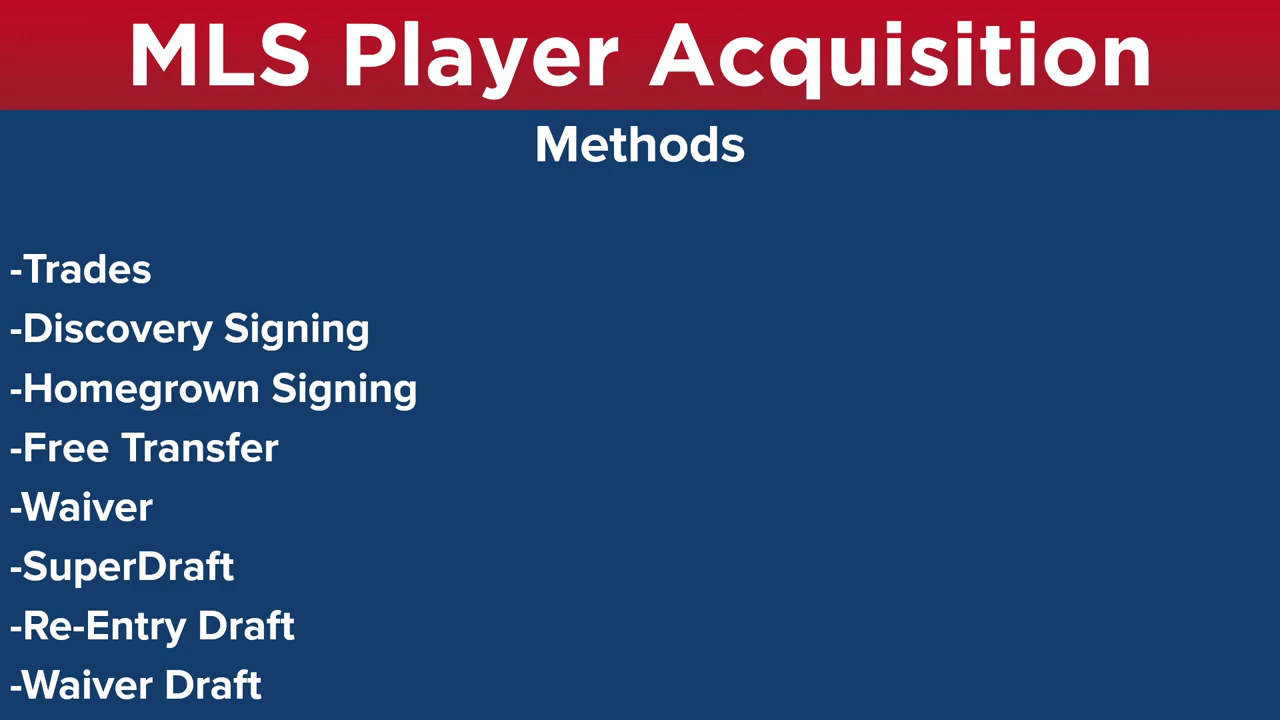 MLS Player Acquisition
Methods
-Trades
-Discovery Signing
-Homegrown Signing
-Free Transfer
-Waiver
-SuperDraft
-Re-Entry Draft
-Waiver Draft